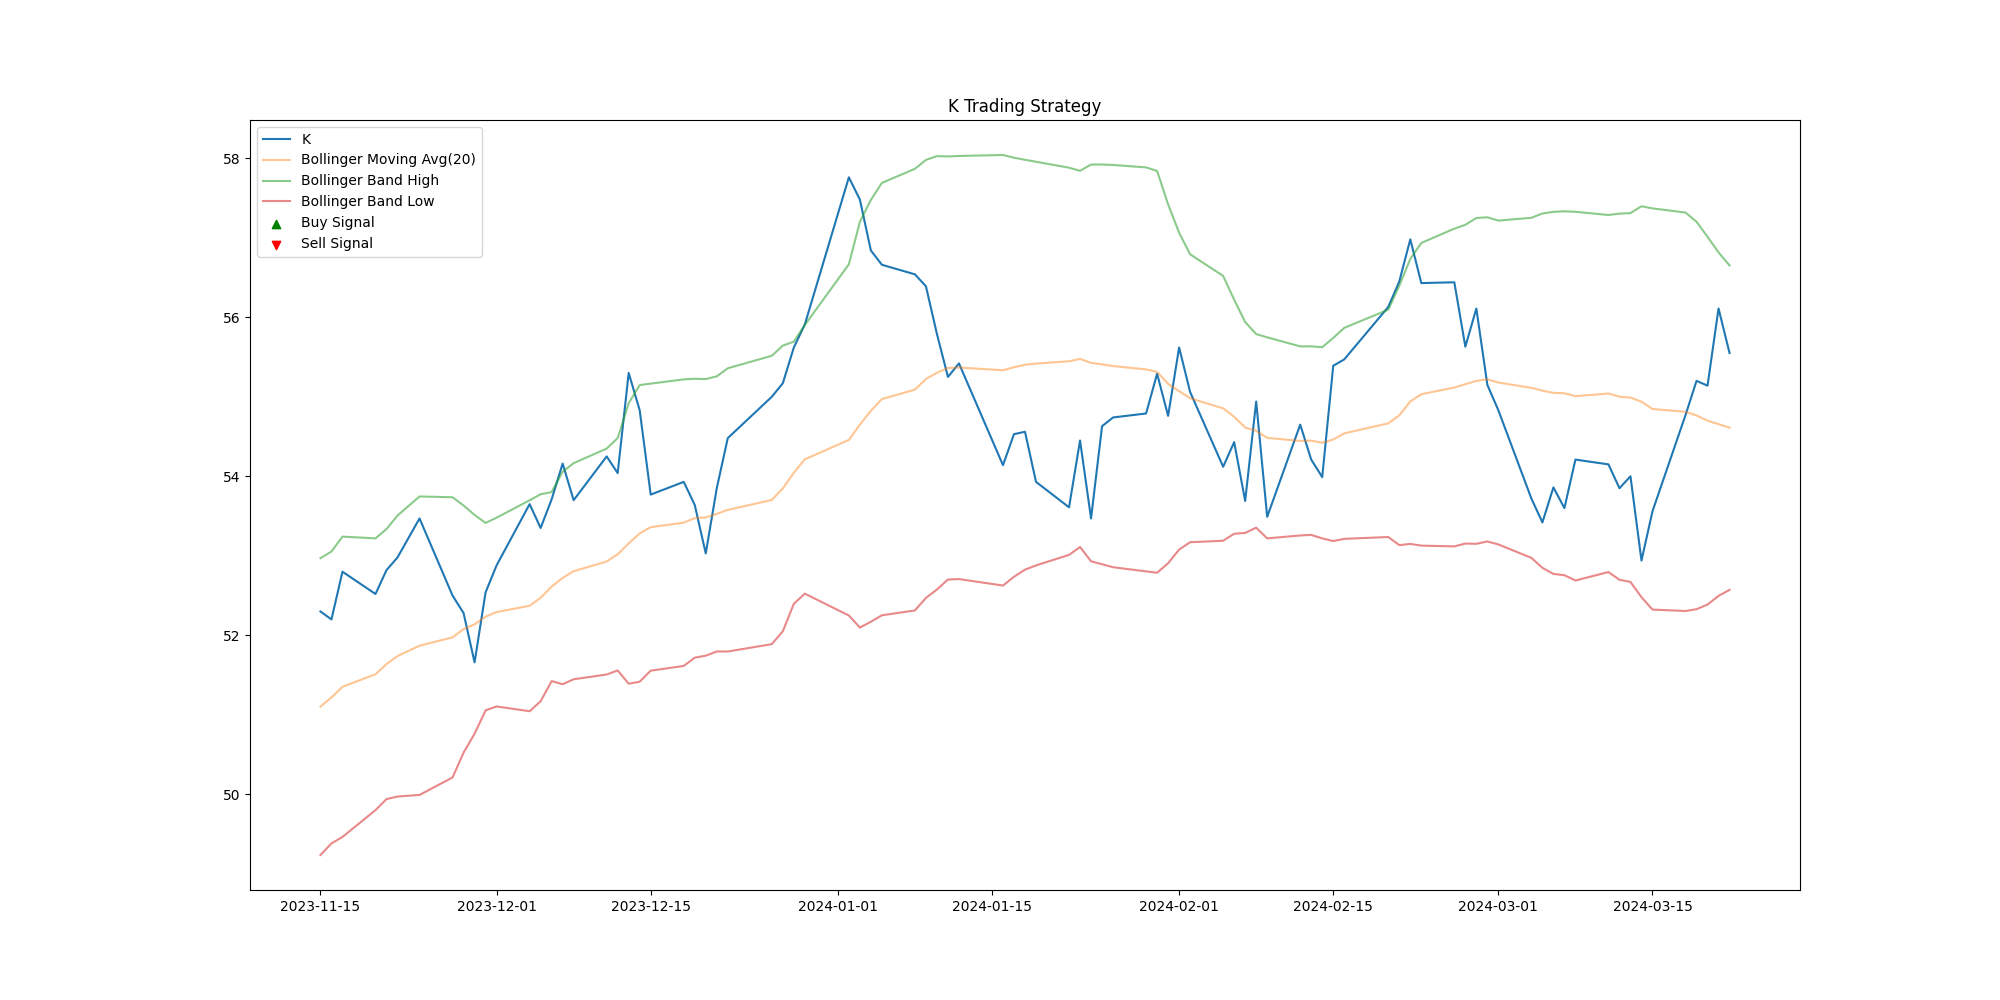 K Trading Strategy
K
Bollinger Moving Avg(20)
Bollinger Band High
Bollinger Band Low
Buy Signal
Sell Signal
58
56
54
52
50
2023-11-15 2023-12-01 2023-12-15 2024-01-01 2024-01-15 2024-02-01 2024-02-15 2024-03-01 2024-03-15